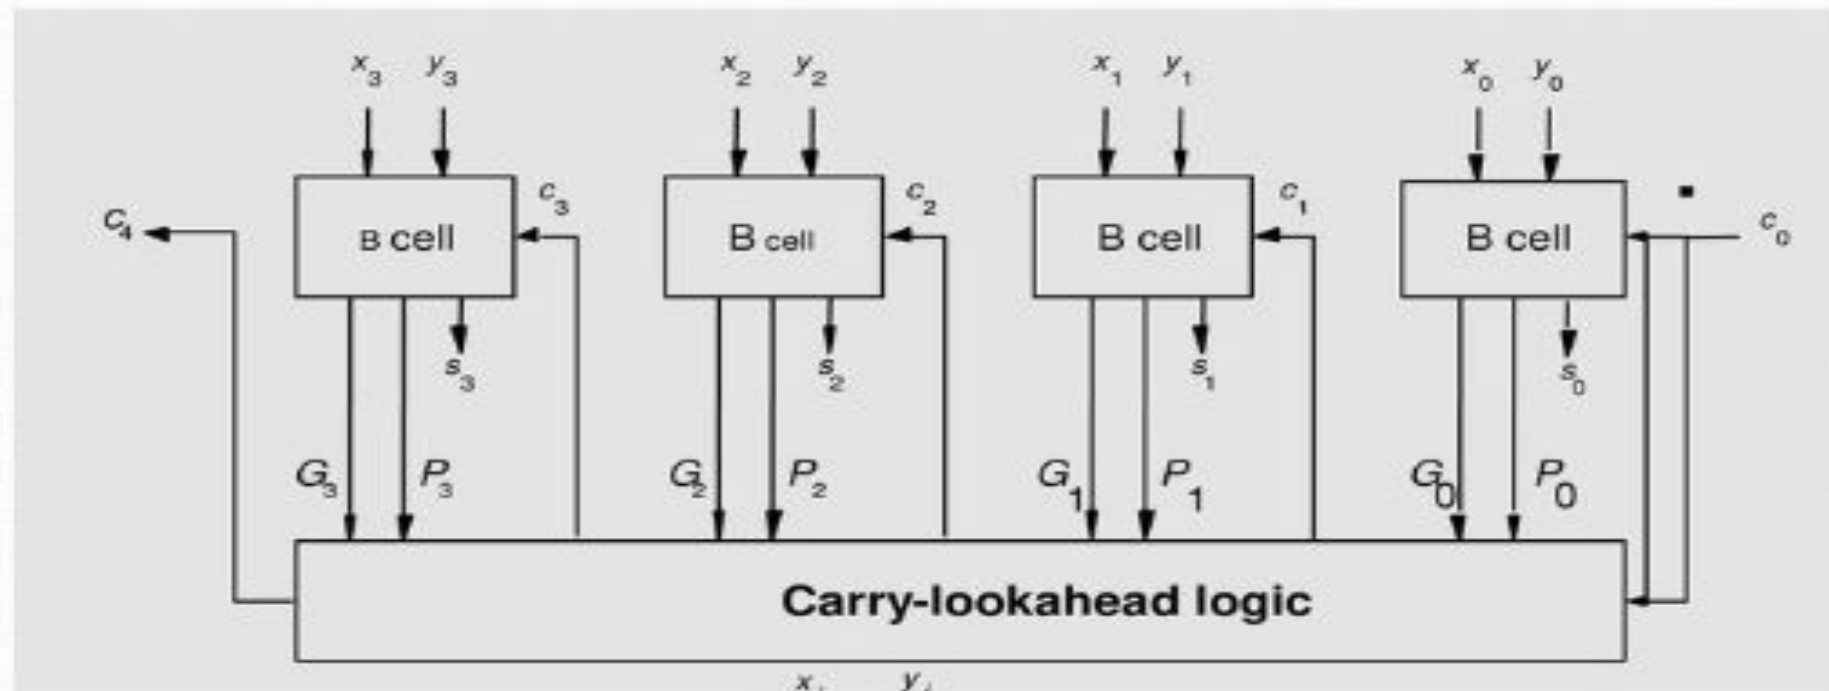 x3 y3 x2 y2 x1 y1 x0 y0
c3 c2 c1
C4 B cell B cell B cell B cell c0
s3 s2 s1 s0
G3 P3 G2 P2 G1 P1 G0 P0
Carry-lookahead logic